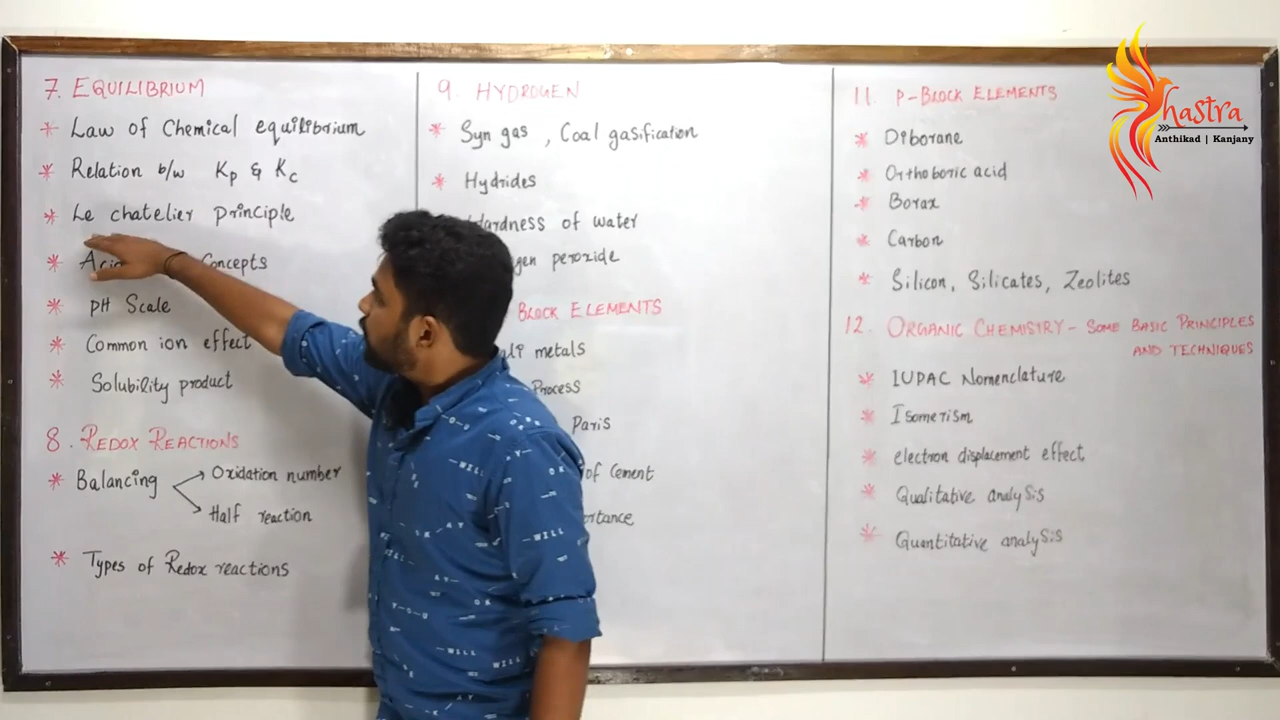 7. EQUILIBRIUM
* Law of Chemical equilibrium
* Relation b/w Kp & Kc
* Le chatelier principle
* Concepts
* pH Scale
* Common ion effect
* Solubility product
8. REDOX REACTIONS
* Balancing
Oxidation number
Half reaction
* Types of Redox reactions
9. HYDROGEN
* Syn gas , Coal gasification
* Hydrides
Hardness of water
peroxide
BLOCK ELEMENTS
metals
Process
Paris
of Cement
11. P-BLOCK ELEMENTS
* Diborane
* Orthoboric acid
* Borax
* Carbon
* Silicon, Silicates, Zeolites
12. ORGANIC CHEMISTRY - SOME BASIC PRINCIPLES
AND TECHNIQUES
* IUPAC Nomenclature
* Isomerism
* electron displacement effect
* Qualitative analysis
* Quantitative analysis
hastra
Anthikad | Kanjany
WILL
OK